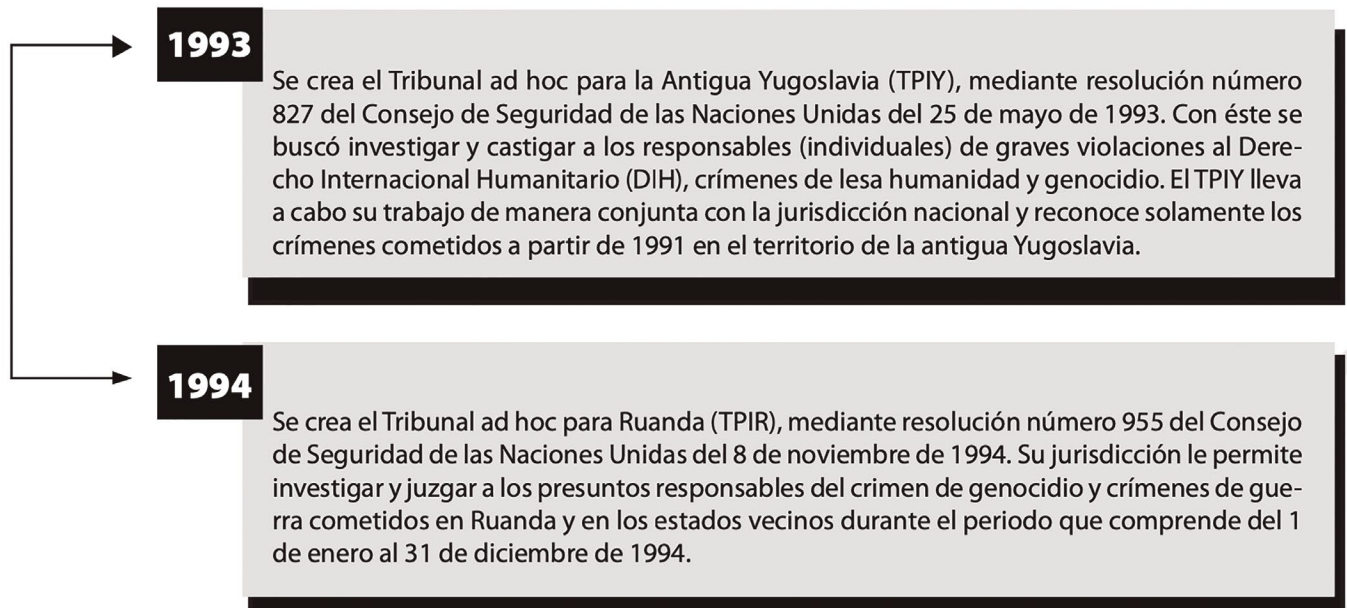 1993
Se crea el Tribunal ad hoc para la Antigua Yugoslavia (TPIY), mediante resolución número
827 del Consejo de Seguridad de las Naciones Unidas del 25 de mayo de 1993. Con éste se
buscó investigar y castigar a los responsables (individuales) de graves violaciones al Dere-
cho Internacional Humanitario (DIH), crímenes de lesa humanidad y genocidio. El TPIY lleva
a cabo su trabajo de manera conjunta con la jurisdicción nacional y reconoce solamente los
crímenes cometidos a partir de 1991 en el territorio de la antigua Yugoslavia.
1994
Se crea el Tribunal ad hoc para Ruanda (TPIR), mediante resolución número 955 del Consejo
de Seguridad de las Naciones Unidas del 8 de noviembre de 1994. Su jurisdicción le permite
investigar y juzgar a los presuntos responsables del crimen de genocidio y crímenes de gue-
rra cometidos en Ruanda y en los estados vecinos durante el periodo que comprende del 1
de enero al 31 de diciembre de 1994.